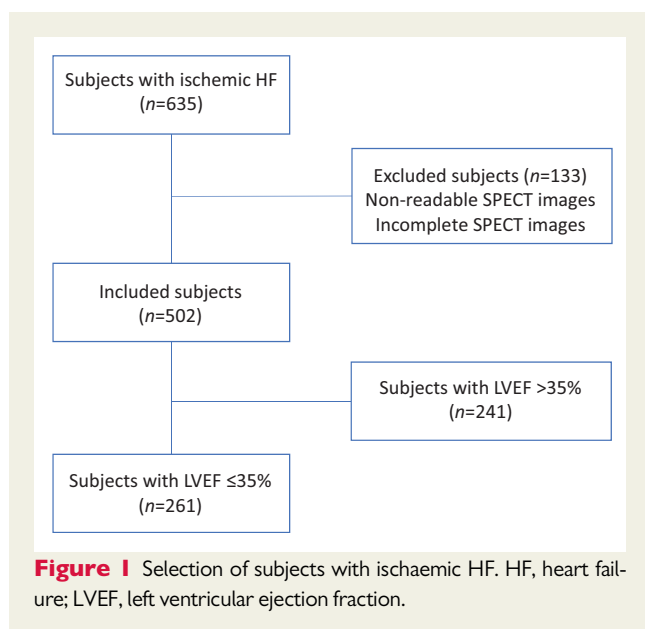 Subjects with ischemic HF
(n=635)
Excluded subjects (n=133)
Non-readable SPECT images
Incomplete SPECT images
Included subjects
(n=502)
Subjects with LVEF >35%
(n=241)
Subjects with LVEF ≤35%
(n=261)
Figure 1 Selection of subjects with ischaemic HF. HF, heart fail-
ure; LVEF, left ventricular ejection fraction.